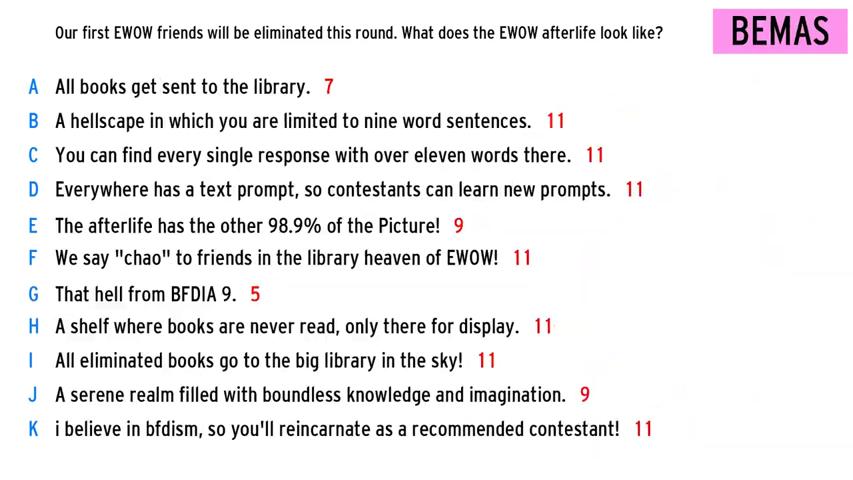 Our first EWOW friends will be eliminated this round. What does the EWOW afterlife look like?
BEMAS
A All books get sent to the library. 7
B A hellscape in which you are limited to nine word sentences. 11
C You can find every single response with over eleven words there. 11
D Everywhere has a text prompt, so contestants can learn new prompts. 11
E The afterlife has the other 98.9% of the Picture! 9
F We say "chao" to friends in the library heaven of EWOW! 11
G That hell from BFDIA 9. 5
H A shelf where books are never read, only there for display. 11
I All eliminated books go to the big library in the sky! 11
J A serene realm filled with boundless knowledge and imagination. 9
K i believe in bfdism, so you'll reincarnate as a recommended contestant! 11